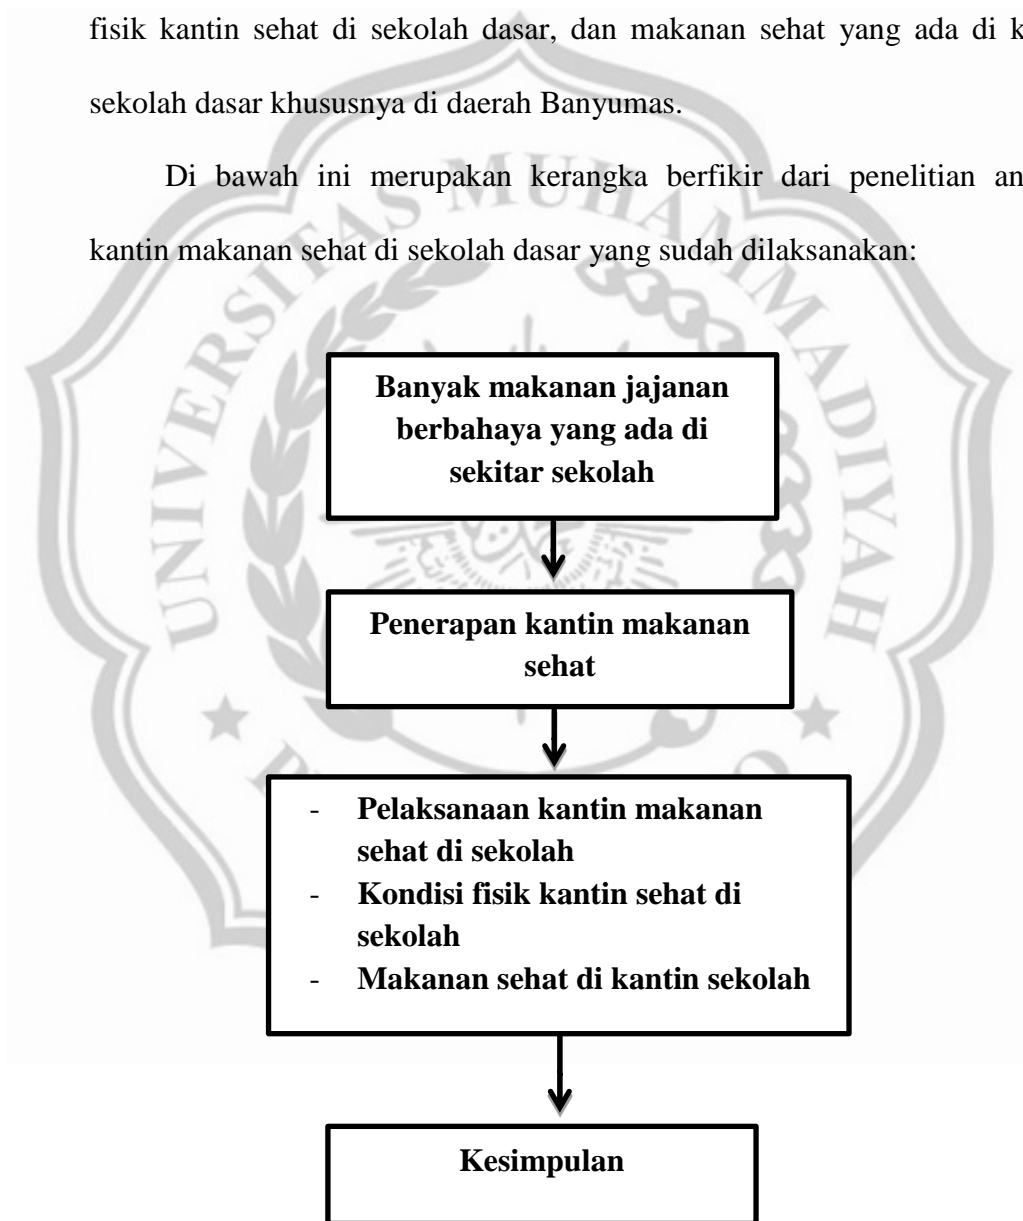 fisik kantin sehat di sekolah dasar, dan makanan sehat yang ada di
sekolah dasar khususnya di daerah Banyumas.
Di bawah ini merupakan kerangka berfikir dari penelitian
kantin makanan sehat di sekolah dasar yang sudah dilaksanakan:
UNIVERSITAS MUHAMMADIYAH
Banyak makanan jajanan
berbahaya yang ada di
sekitar sekolah
Penerapan kantin makanan
sehat
- Pelaksanaan kantin makanan
sehat di sekolah
- Kondisi fisik kantin sehat di
sekolah
- Makanan sehat di kantin sekolah
Kesimpulan